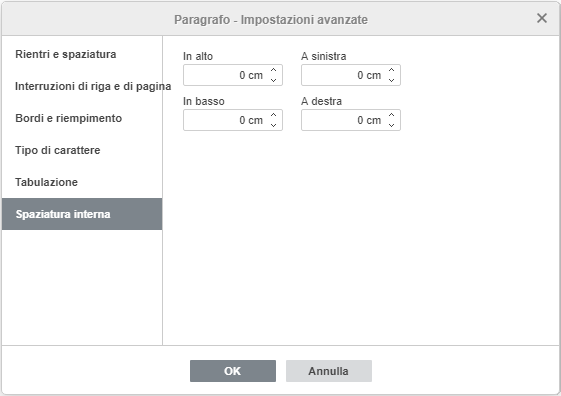 Paragrafo - Impostazioni avanzate
Rientri e spaziatura
Interruzioni di riga e di pagina
Bordi e riempimento
Tipo di carattere
Tabulazione
Spaziatura interna
In alto
A sinistra
0 cm
0 cm
In basso
A destra
0 cm
0 cm
OK
Annulla